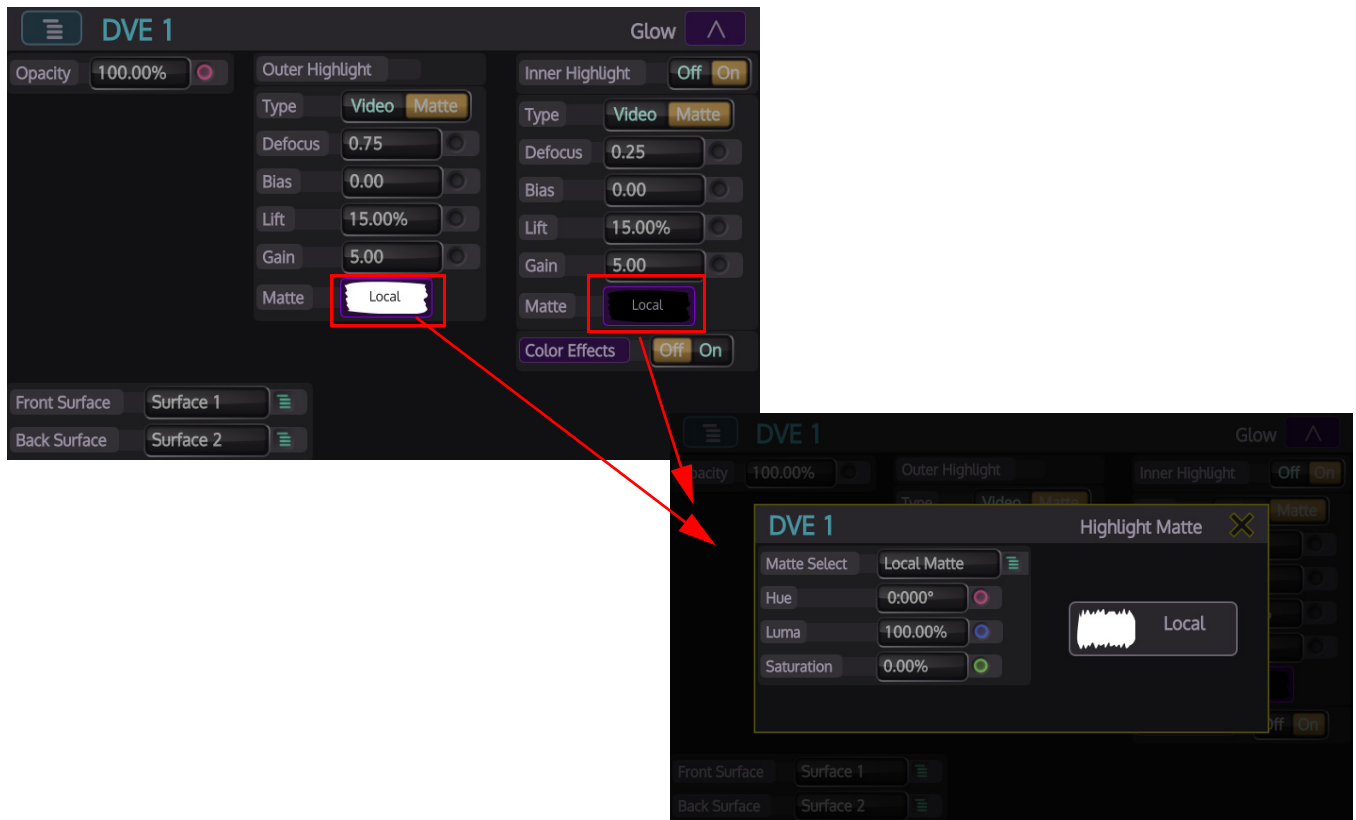 DVE 1
Glow
Opacity 100.00%
Outer Highlight
Type Video Matte
Defocus 0.75
Bias 0.00
Lift 15.00%
Gain 5.00
Matte Local
Inner Highlight Off On
Type Video Matte
Defocus 0.25
Bias 0.00
Lift 15.00%
Gain 5.00
Matte Local
Color Effects Off On
Front Surface Surface 1
Back Surface Surface 2
DVE 1
Glow
100.00%
Outer Highlight
Type Video Matte
Inner Highlight Off On
Matte
DVE 1
Highlight Matte
Matte Select Local Matte
Hue 0:000°
Luma 100.00%
Saturation 0.00%
Local
On
Front Surface Surface 1
Back Surface Surface 2